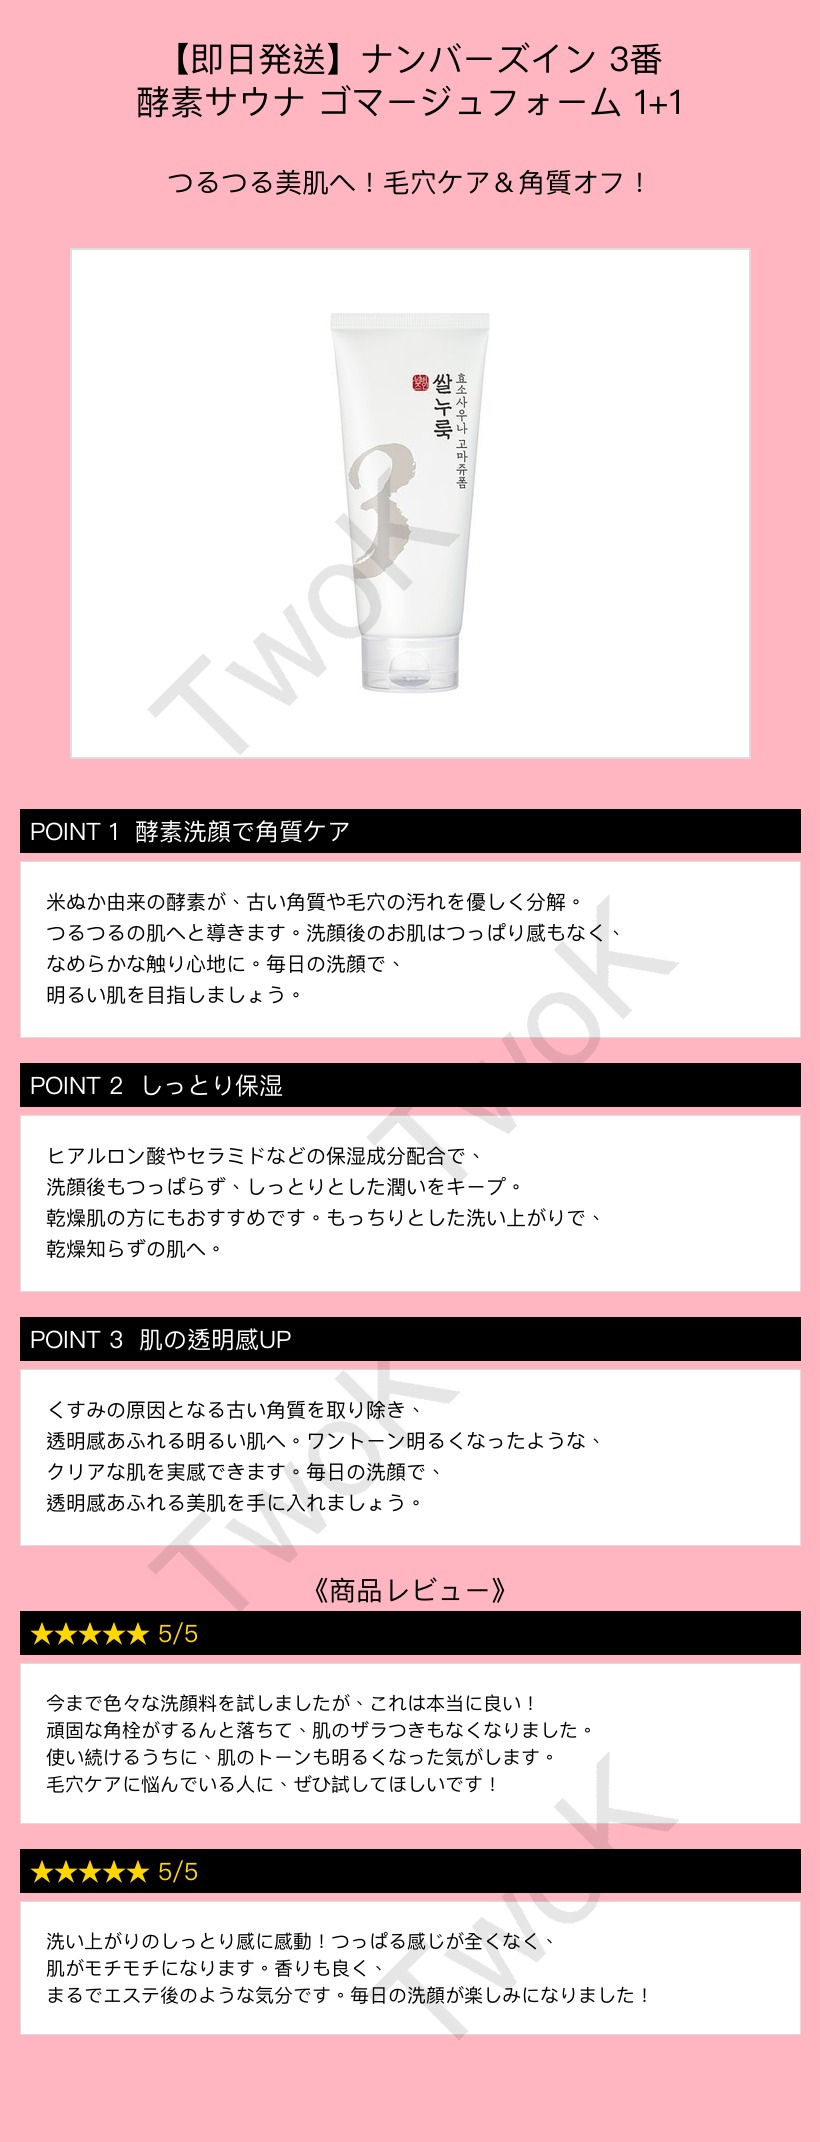 【即日発送】ナンバーズイン 3番
酵素サウナ ゴマージュフォーム 1+1
つるつる美肌へ！毛穴ケア＆角質オフ！
쌀누룩
효소사우나 고마쥬폼
3
TwoK
POINT 1 酵素洗顔で角質ケア
米ぬか由来の酵素が、古い角質や毛穴の汚れを優しく分解。
つるつるの肌へと導きます。洗顔後のお肌はつっぱり感もなく、
なめらかな触り心地に。毎日の洗顔で、
明るい肌を目指しましょう。
TwoK
POINT 2 しっとり保湿
ヒアルロン酸やセラミドなどの保湿成分配合で、
洗顔後もつっぱらず、しっとりとした潤いをキープ。
乾燥肌の方にもおすすめです。もっちりとした洗い上がりで、
乾燥知らずの肌へ。
POINT 3 肌の透明感UP
くすみの原因となる古い角質を取り除き、
透明感あふれる明るい肌へ。ワントーン明るくなったような、
クリアな肌を実感できます。毎日の洗顔で、
透明感あふれる美肌を手に入れましょう。
TwoK
《商品レビュー》
★★★★★ 5/5
今まで色々な洗顔料を試しましたが、これは本当に良い！
頑固な角栓がするんと落ちて、肌のザラつきもなくなりました。
使い続けるうちに、肌のトーンも明るくなった気がします。
毛穴ケアに悩んでいる人に、ぜひ試してほしいです！
TwoK
★★★★★ 5/5
洗い上がりのしっとり感に感動！つっぱる感じが全くなく、
肌がモチモチになります。香りも良く、
まるでエステ後のような気分です。毎日の洗顔が楽しみになりました！